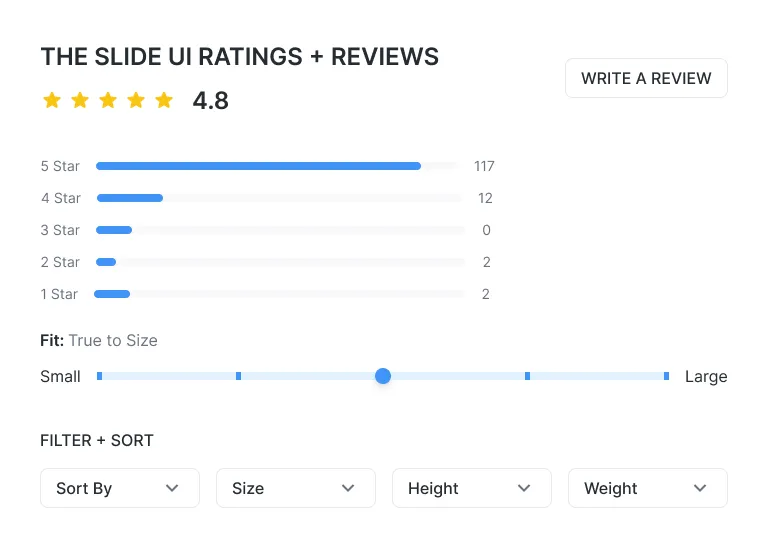 THE SLIDE UI RATINGS + REVIEWS
WRITE A REVIEW
4.8
5 Star 117
4 Star 12
3 Star 0
2 Star 2
1 Star 2
Fit: True to Size
Small Large
FILTER + SORT
Sort By Size Height Weight